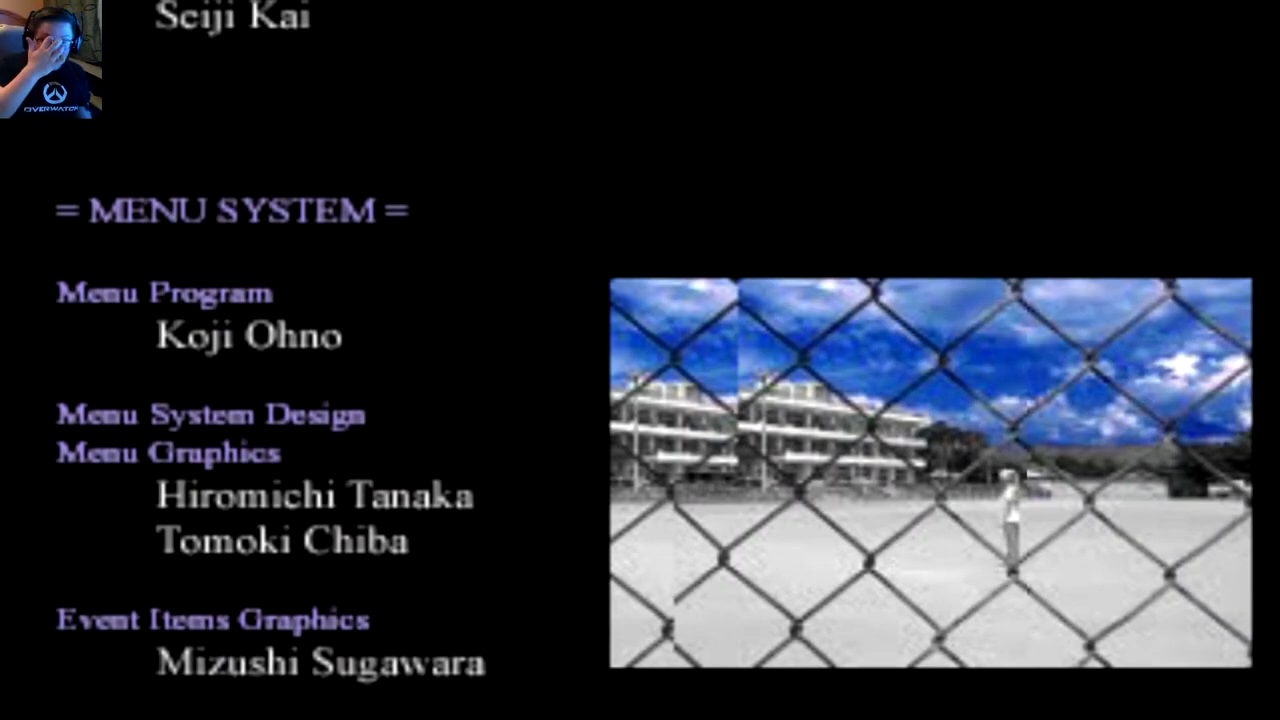 Seiji Kai
OVERWATCH
= MENU SYSTEM =
Menu Program
Koji Ohno
Menu System Design
Menu Graphics
Hiromichi Tanaka
Tomoki Chiba
Event Items Graphics
Mizushi Sugawara